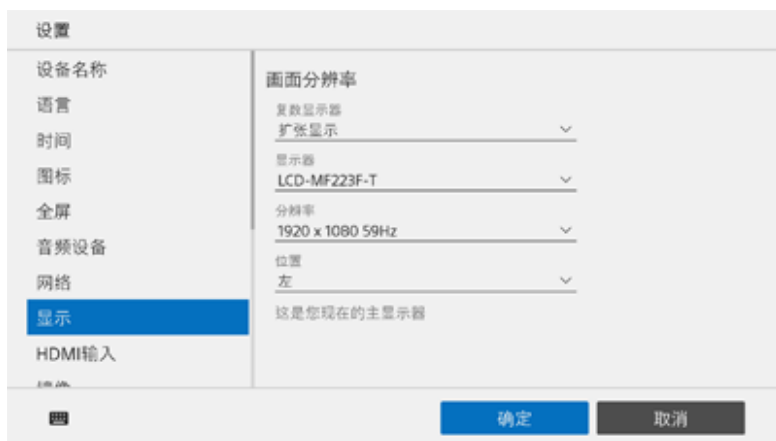 设置
设备名称
语言
时间
图标
全屏
音频设备
网络
显示
HDMI输入
镜像
画面分辨率
复数显示器
扩张显示
显示器
LCD-MF223F-T
分辨率
1920 x 1080 59Hz
位置
左
这是您现在的主显示器
确定
取消